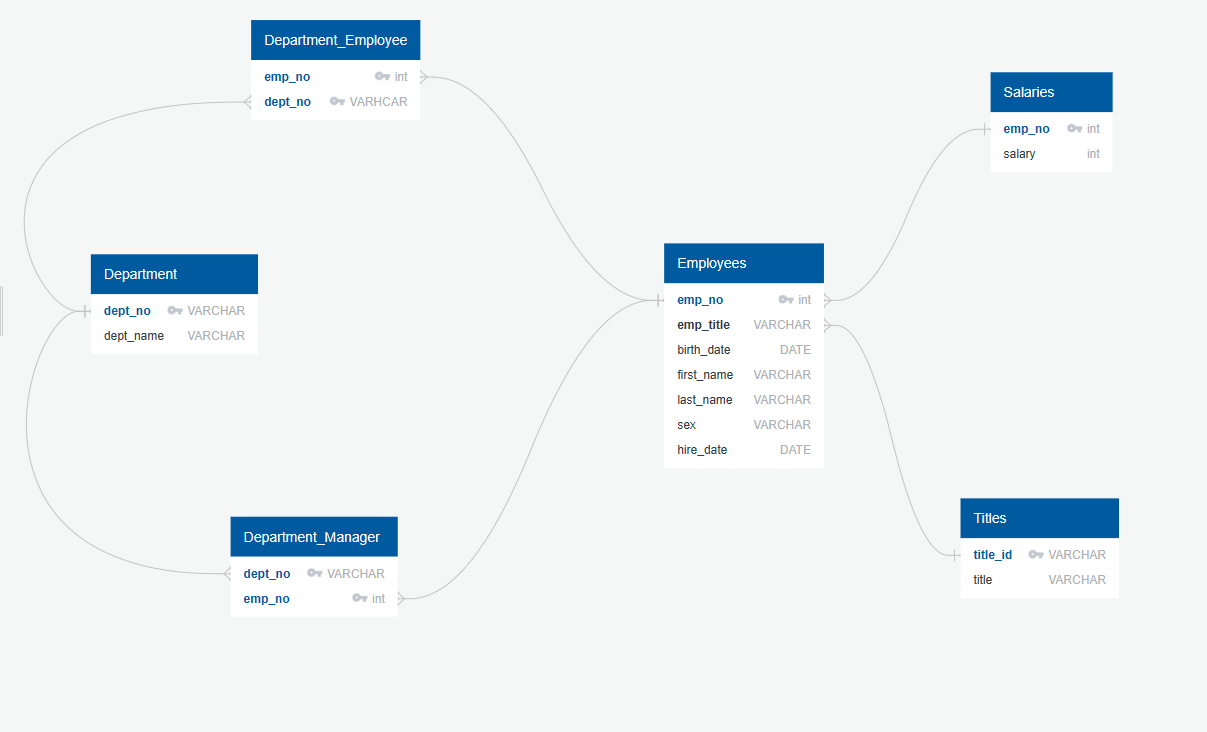 Department_Employee
emp_no int
dept_no VARHCAR
Salaries
emp_no int
salary int
Department
dept_no VARCHAR
dept_name VARCHAR
Employees
emp_no int
emp_title VARCHAR
birth_date DATE
first_name VARCHAR
last_name VARCHAR
sex VARCHAR
hire_date DATE
Department_Manager
dept_no VARCHAR
emp_no int
Titles
title_id VARCHAR
title VARCHAR